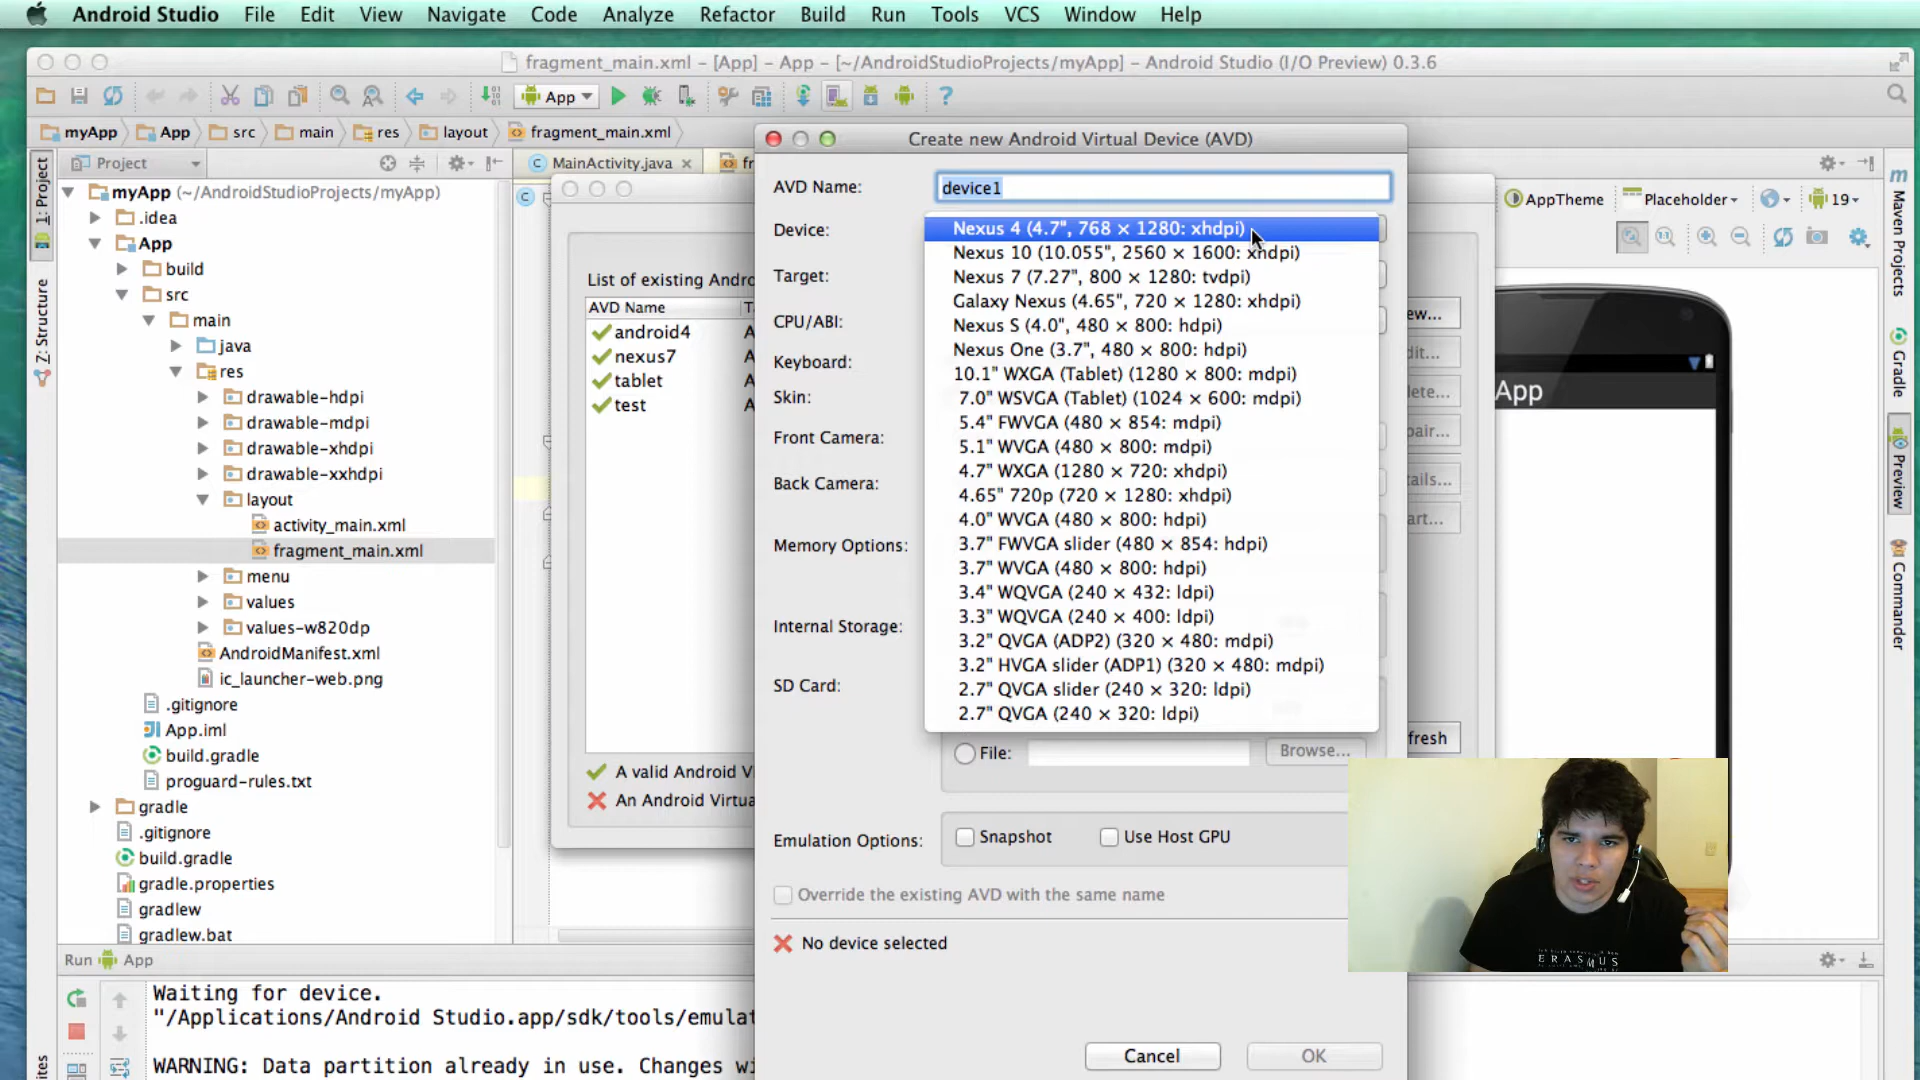 Android Studio File Edit View Navigate Code Analyze Refactor Build Run Tools VCS Window Help
fragment_main.xml – [App] – App – [~/AndroidStudioProjects/myApp] – Android Studio (I/O Preview) 0.3.6
App
?
myApp App src main res layout fragment_main.xml
1: Project
Z: Structure
Project
myApp (~/AndroidStudioProjects/myApp)
.idea
App
build
src
main
java
res
drawable-hdpi
drawable-mdpi
drawable-xhdpi
drawable-xxhdpi
layout
activity_main.xml
fragment_main.xml
menu
values
values-w820dp
AndroidManifest.xml
ic_launcher-web.png
.gitignore
App.iml
build.gradle
proguard-rules.txt
gradle
.gitignore
build.gradle
gradle.properties
gradlew
gradlew.bat
MainActivity.java
fr
List of existing Andro
AVD Name T
android4 A
nexus7 A
tablet A
test A
A valid Android Vi
An Android Virtua
Create new Android Virtual Device (AVD)
AVD Name: device1
Device:
Target:
CPU/ABI:
Keyboard:
Skin:
Front Camera:
Back Camera:
Memory Options:
Internal Storage:
SD Card:
Nexus 4 (4.7", 768 × 1280: xhdpi)
Nexus 10 (10.055", 2560 × 1600: xhdpi)
Nexus 7 (7.27", 800 × 1280: tvdpi)
Galaxy Nexus (4.65", 720 × 1280: xhdpi)
Nexus S (4.0", 480 × 800: hdpi)
Nexus One (3.7", 480 × 800: hdpi)
10.1" WXGA (Tablet) (1280 × 800: mdpi)
7.0" WSVGA (Tablet) (1024 × 600: mdpi)
5.4" FWVGA (480 × 854: mdpi)
5.1" WVGA (480 × 800: mdpi)
4.7" WXGA (1280 × 720: xhdpi)
4.65" 720p (720 × 1280: xhdpi)
4.0" WVGA (480 × 800: hdpi)
3.7" FWVGA slider (480 × 854: hdpi)
3.7" WVGA (480 × 800: hdpi)
3.4" WQVGA (240 × 432: ldpi)
3.3" WQVGA (240 × 400: ldpi)
3.2" QVGA (ADP2) (320 × 480: mdpi)
3.2" HVGA slider (ADP1) (320 × 480: mdpi)
2.7" QVGA slider (240 × 320: ldpi)
2.7" QVGA (240 × 320: ldpi)
File: Browse...
Emulation Options: Snapshot Use Host GPU
Override the existing AVD with the same name
No device selected
Cancel OK
ew...
dit...
lete...
pair...
ails...
art...
fresh
AppTheme Placeholder 19
App
Maven Projects
Gradle
Preview
Commander
ERASMUS
Run App
Waiting for device.
"/Applications/Android Studio.app/sdk/tools/emulat
WARNING: Data partition already in use. Changes wi